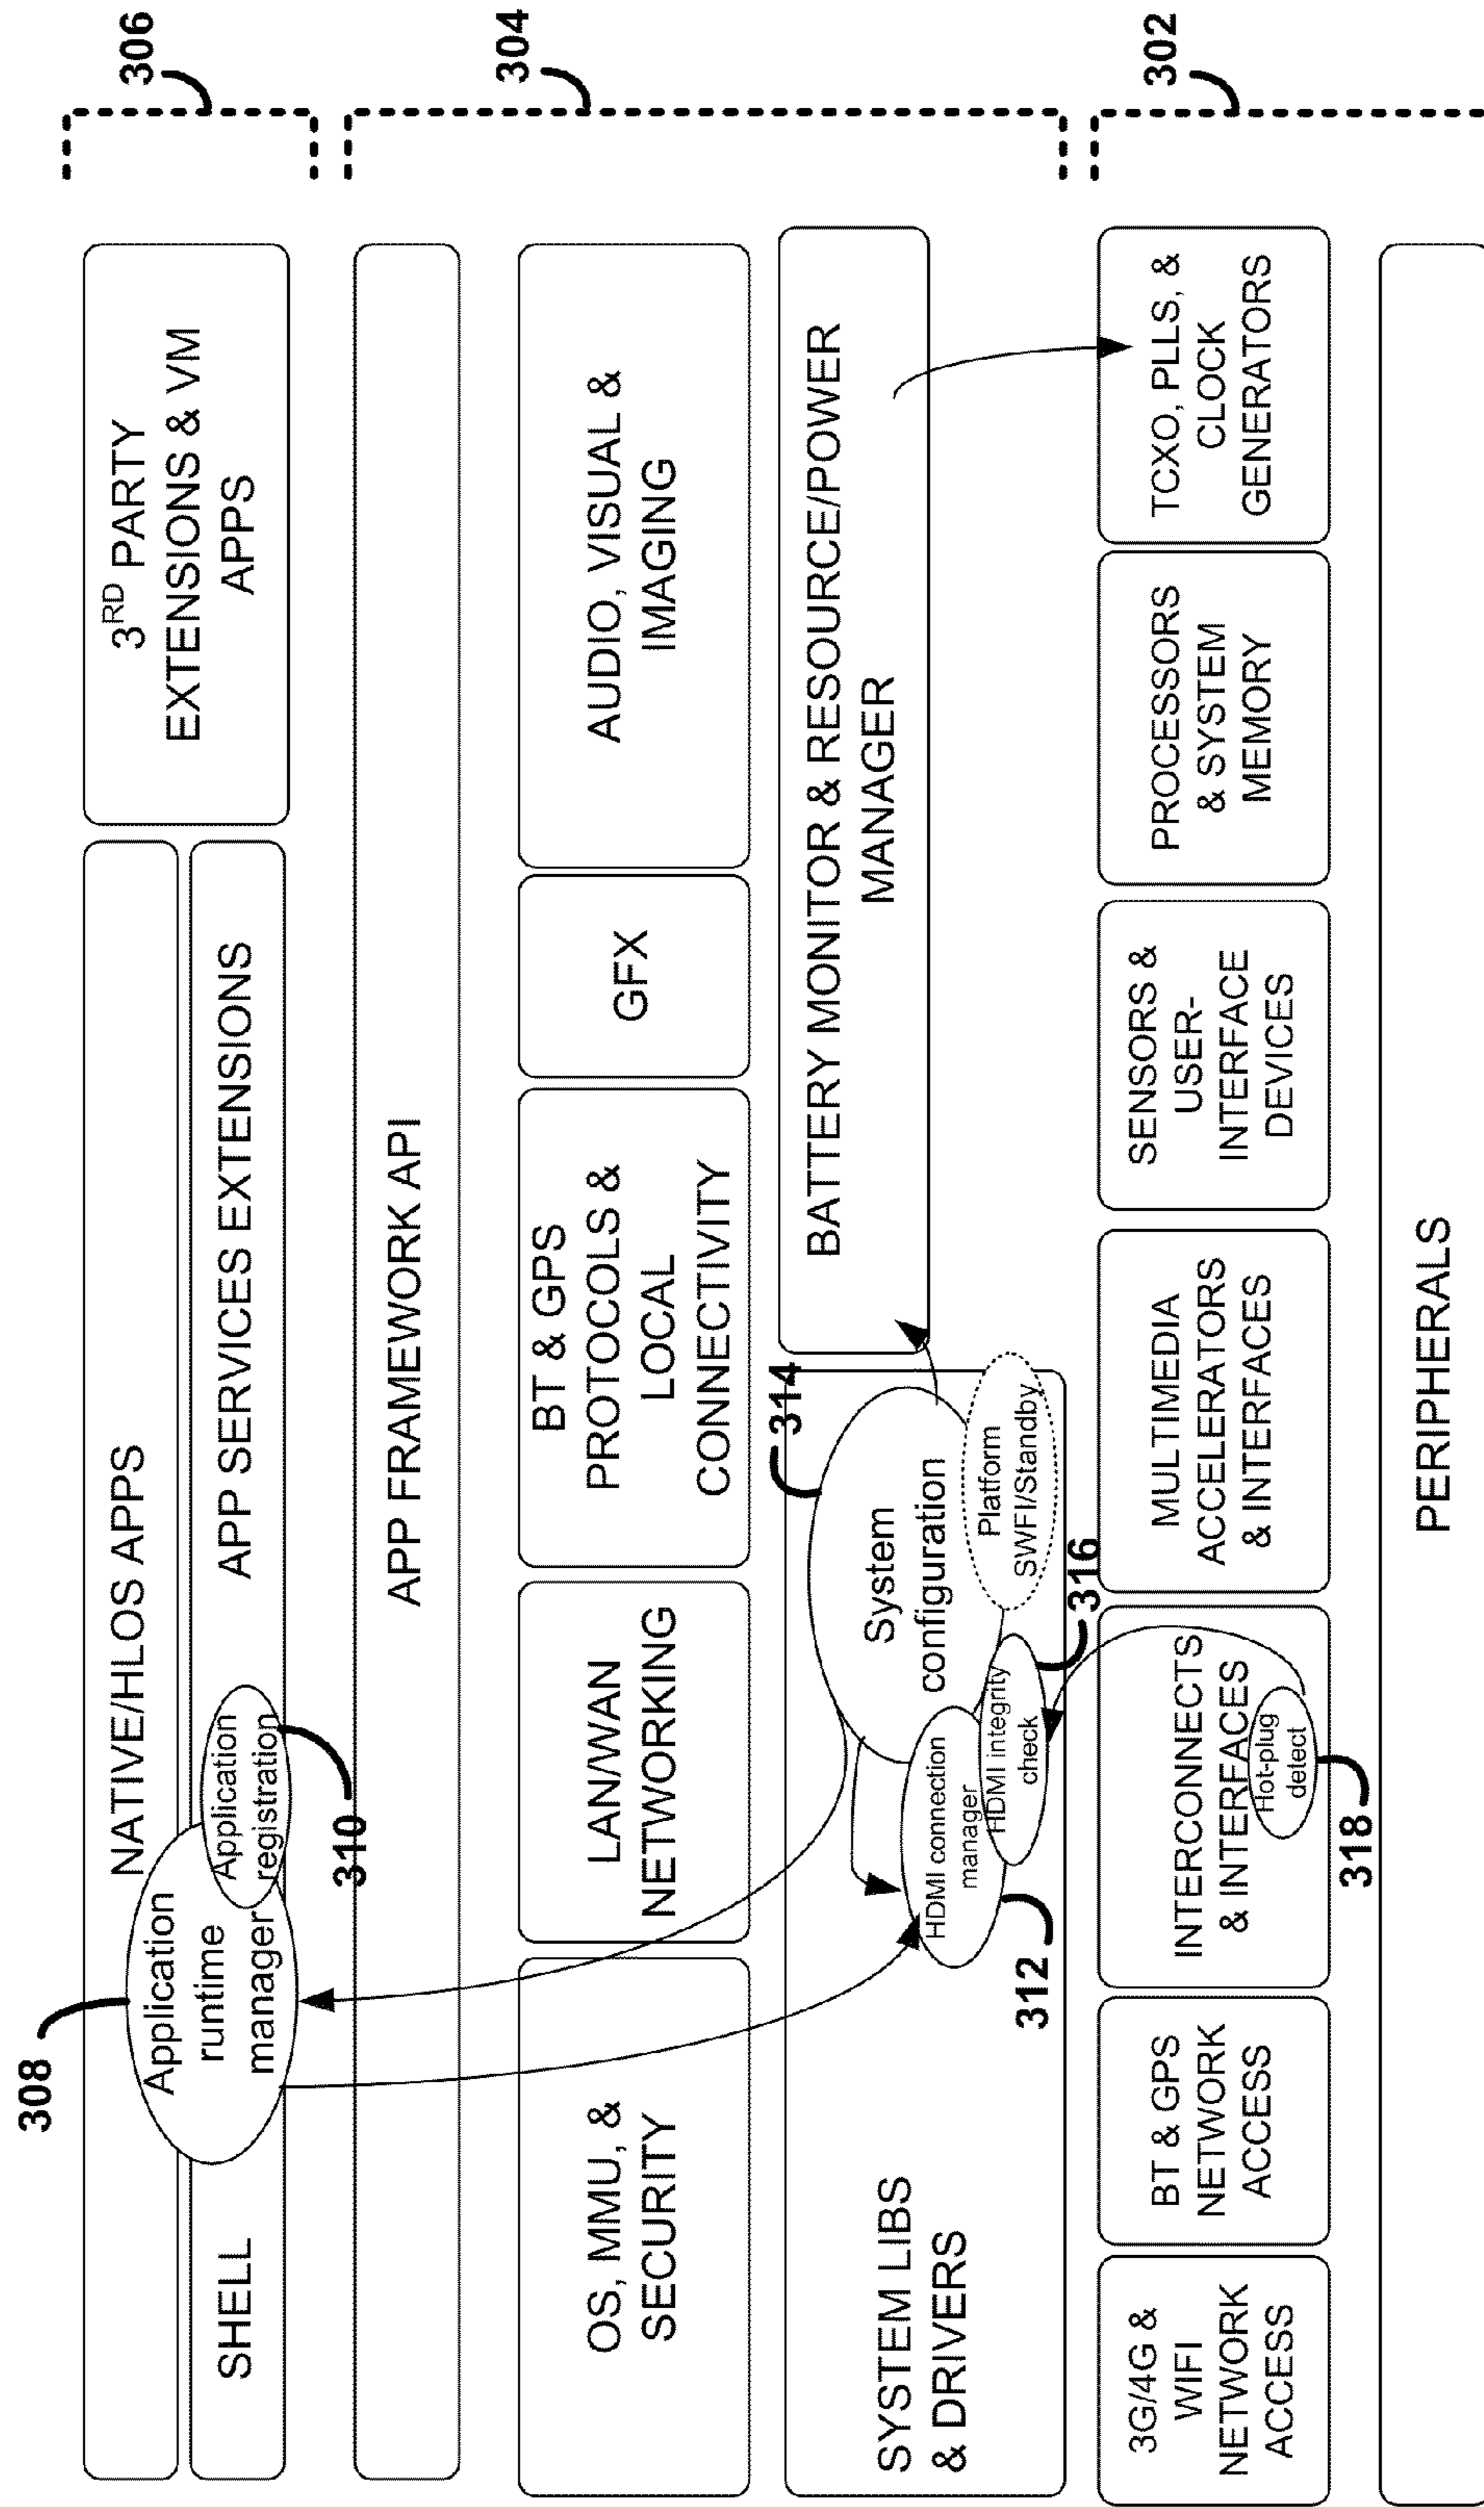 NATIVE/HLOS APPS
3RD PARTY
EXTENSIONS & VM
APPS
306
308
Application
runtime
manager
Application
registration
310
SHELL
APP SERVICES EXTENSIONS
APP FRAMEWORK API
304
OS, MMU, &
SECURITY
LAN/WAN
NETWORKING
BT & GPS
PROTOCOLS &
LOCAL
CONNECTIVITY
GFX
AUDIO, VISUAL &
IMAGING
SYSTEM LIBS
& DRIVERS
314
System
configuration
Platform
SWFI/Standby
HDMI connection
manager
HDMI integrity
check
312
316
BATTERY MONITOR & RESOURCE/POWER
MANAGER
302
3G/4G &
WIFI
NETWORK
ACCESS
BT & GPS
NETWORK
ACCESS
INTERCONNECTS
& INTERFACES
Hot-plug
detect
318
MULTIMEDIA
ACCELERATORS
& INTERFACES
SENSORS &
USER-
INTERFACE
DEVICES
PROCESSORS
& SYSTEM
MEMORY
TCXO, PLLS, &
CLOCK
GENERATORS
PERIPHERALS